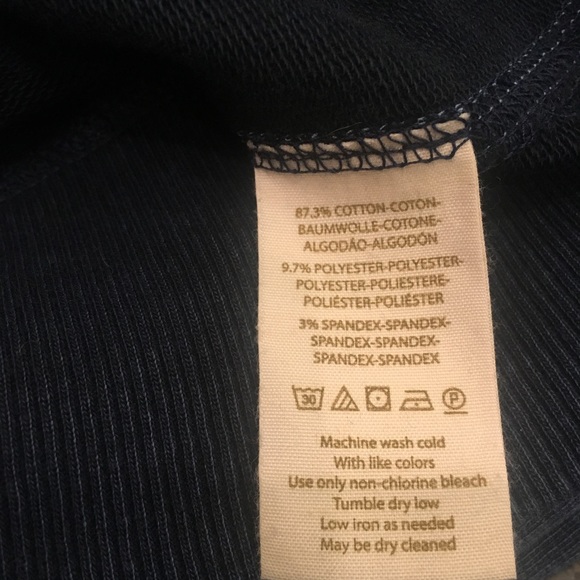 87.3% COTTON-COTON-
BAUMWOLLE-COTONE-
ALGODÃO-ALGODÓN
9.7% POLYESTER-POLYESTER-
POLYESTER-POLIESTERE-
POLIÉSTER-POLIÉSTER
3% SPANDEX-SPANDEX-
SPANDEX-SPANDEX-
SPANDEX-SPANDEX
30 P
Machine wash cold
With like colors
Use only non-chlorine bleach
Tumble dry low
Low iron as needed
May be dry cleaned